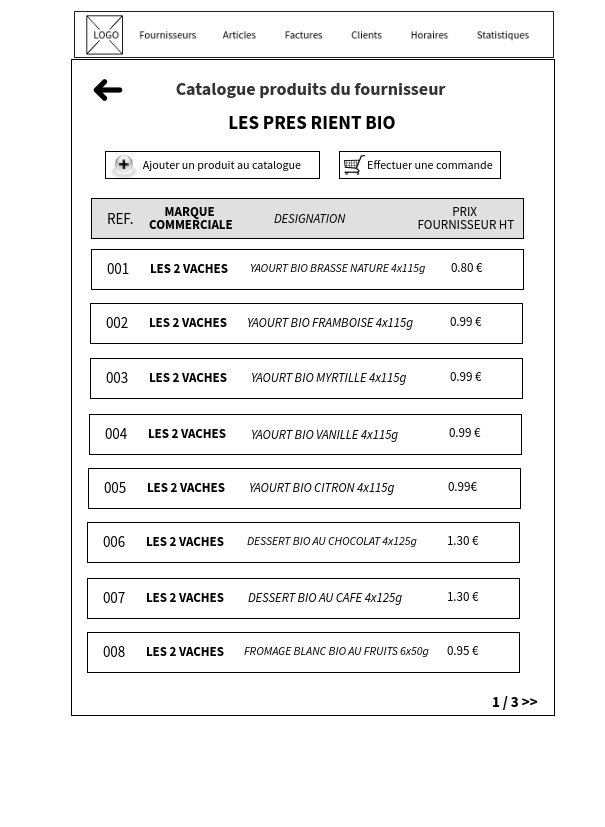 LOGO Fournisseurs Articles Factures Clients Horaires Statistiques
Catalogue produits du fournisseur
LES PRES RIENT BIO
Ajouter un produit au catalogue Effectuer une commande
REF. MARQUE COMMERCIALE DESIGNATION PRIX FOURNISSEUR HT
001 LES 2 VACHES YAOURT BIO BRASSE NATURE 4x115g 0.80 €
002 LES 2 VACHES YAOURT BIO FRAMBOISE 4x115g 0.99 €
003 LES 2 VACHES YAOURT BIO MYRTILLE 4x115g 0.99 €
004 LES 2 VACHES YAOURT BIO VANILLE 4x115g 0.99 €
005 LES 2 VACHES YAOURT BIO CITRON 4x115g 0.99€
006 LES 2 VACHES DESSERT BIO AU CHOCOLAT 4x125g 1.30 €
007 LES 2 VACHES DESSERT BIO AU CAFE 4x125g 1.30 €
008 LES 2 VACHES FROMAGE BLANC BIO AU FRUITS 6x50g 0.95 €
1 / 3 >>